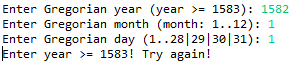 Enter Gregorian year (year >= 1583): 1582
Enter Gregorian month (month: 1..12): 1
Enter Gregorian day (1..28|29|30|31): 1
Enter year >= 1583! Try again!